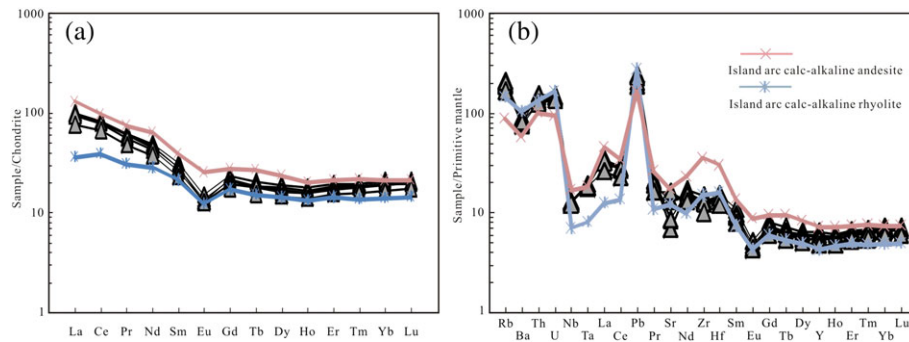 (a)
Sample/Chondrite
1000
100
10
1
La Ce Pr Nd Sm Eu Gd Tb Dy Ho Er Tm Yb Lu
(b)
Sample/Primitive mantle
1000
100
10
1
Island arc calc-alkaline andesite
Island arc calc-alkaline rhyolite
Rb Th Nb La Pb Sr Zr Sm Gd Dy Ho Tm Lu
Ba U Ta Ce Pr Nd Hf Eu Tb Y Er Yb